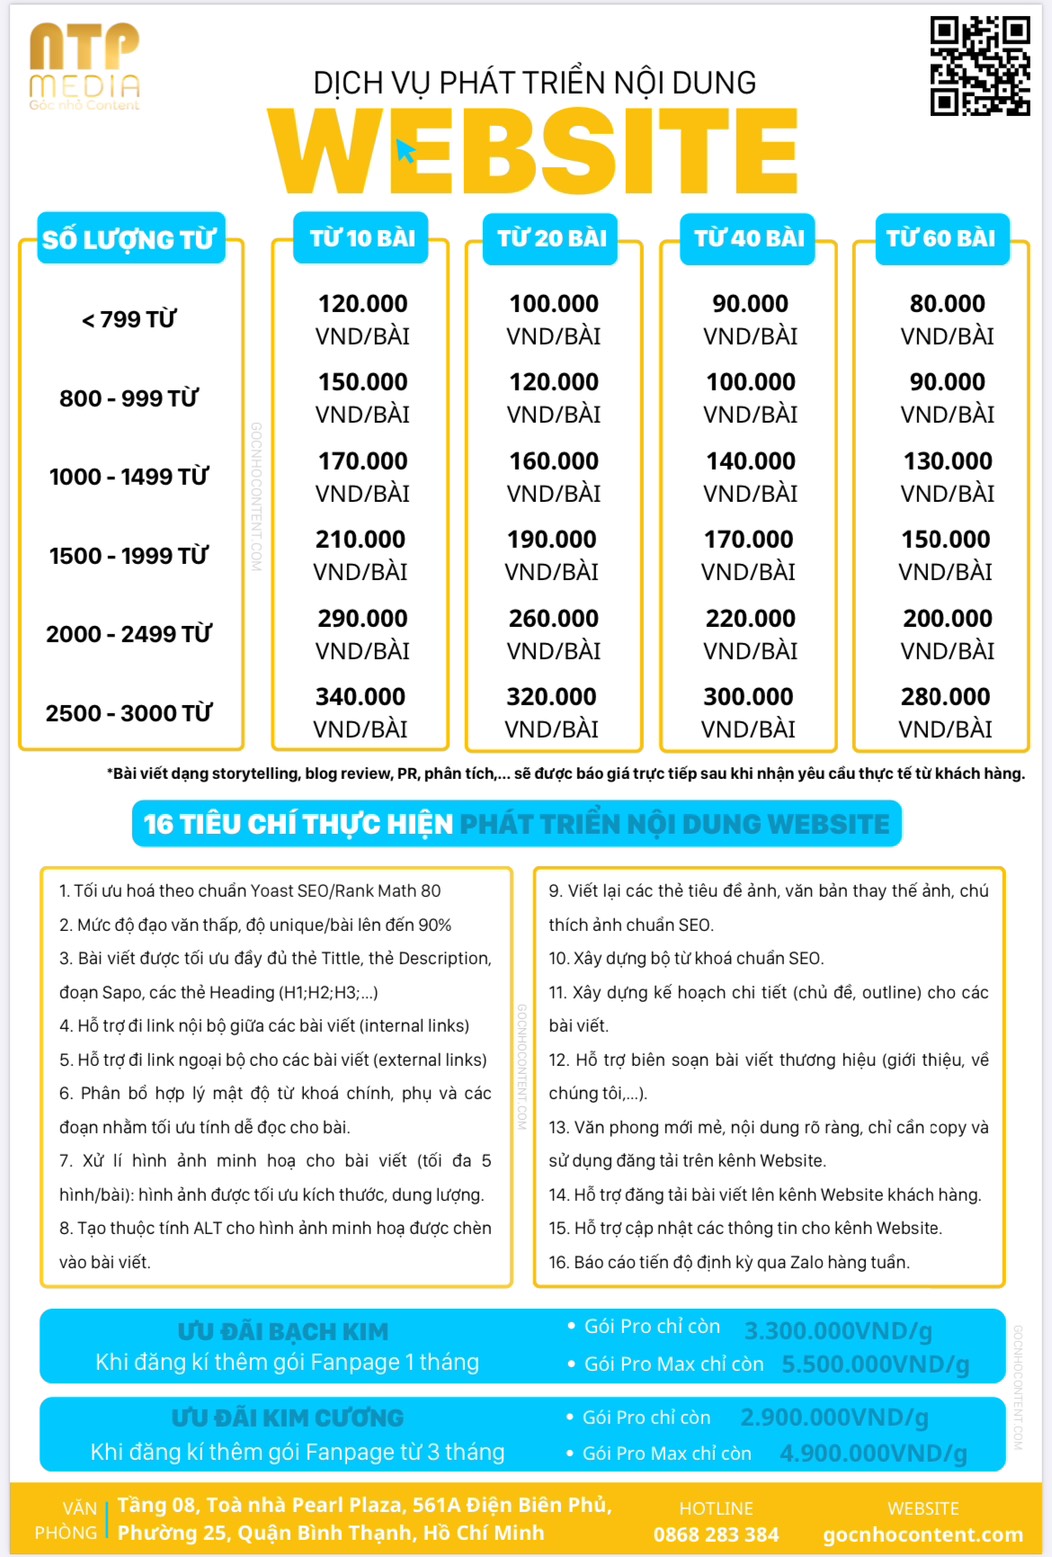 NTP
MEDIA
Góc nhỏ Content
DỊCH VỤ PHÁT TRIỂN NỘI DUNG
WEBSITE
SỐ LƯỢNG TỪ
TỪ 10 BÀI
TỪ 20 BÀI
TỪ 40 BÀI
TỪ 60 BÀI
< 799 TỪ
120.000
VND/BÀI
100.000
VND/BÀI
90.000
VND/BÀI
80.000
VND/BÀI
800 - 999 TỪ
150.000
VND/BÀI
120.000
VND/BÀI
100.000
VND/BÀI
90.000
VND/BÀI
1000 - 1499 TỪ
170.000
VND/BÀI
160.000
VND/BÀI
140.000
VND/BÀI
130.000
VND/BÀI
1500 - 1999 TỪ
210.000
VND/BÀI
190.000
VND/BÀI
170.000
VND/BÀI
150.000
VND/BÀI
2000 - 2499 TỪ
290.000
VND/BÀI
260.000
VND/BÀI
220.000
VND/BÀI
200.000
VND/BÀI
2500 - 3000 TỪ
340.000
VND/BÀI
320.000
VND/BÀI
300.000
VND/BÀI
280.000
VND/BÀI
GOCNHOCONTENT.COM
*Bài viết dạng storytelling, blog review, PR, phân tích,... sẽ được báo giá trực tiếp sau khi nhận yêu cầu thực tế từ khách hàng.
16 TIÊU CHÍ THỰC HIỆN PHÁT TRIỂN NỘI DUNG WEBSITE
1. Tối ưu hoá theo chuẩn Yoast SEO/Rank Math 80
2. Mức độ đạo văn thấp, độ unique/bài lên đến 90%
3. Bài viết được tối ưu đầy đủ thẻ Tittle, thẻ Description,
đoạn Sapo, các thẻ Heading (H1;H2;H3;...)
4. Hỗ trợ đi link nội bộ giữa các bài viết (internal links)
5. Hỗ trợ đi link ngoại bộ cho các bài viết (external links)
6. Phân bổ hợp lý mật độ từ khoá chính, phụ và các
đoạn nhằm tối ưu tính dễ đọc cho bài.
7. Xử lí hình ảnh minh hoạ cho bài viết (tối đa 5
hình/bài): hình ảnh được tối ưu kích thước, dung lượng.
8. Tạo thuộc tính ALT cho hình ảnh minh hoạ được chèn
vào bài viết.
GOCNHOCONTENT.COM
9. Viết lại các thẻ tiêu đề ảnh, văn bản thay thế ảnh, chú
thích ảnh chuẩn SEO.
10. Xây dựng bộ từ khoá chuẩn SEO.
11. Xây dựng kế hoạch chi tiết (chủ đề, outline) cho các
bài viết.
12. Hỗ trợ biên soạn bài viết thương hiệu (giới thiệu, về
chúng tôi,...).
13. Văn phong mới mẻ, nội dung rõ ràng, chỉ cần copy và
sử dụng đăng tải trên kênh Website.
14. Hỗ trợ đăng tải bài viết lên kênh Website khách hàng.
15. Hỗ trợ cập nhật các thông tin cho kênh Website.
16. Báo cáo tiến độ định kỳ qua Zalo hàng tuần.
ƯU ĐÃI BẠCH KIM
Khi đăng kí thêm gói Fanpage 1 tháng
• Gói Pro chỉ còn 3.300.000VND/g
• Gói Pro Max chỉ còn 5.500.000VND/g
ƯU ĐÃI KIM CƯƠNG
Khi đăng kí thêm gói Fanpage từ 3 tháng
• Gói Pro chỉ còn 2.900.000VND/g
• Gói Pro Max chỉ còn 4.900.000VND/g
GOCNHOCONTENT.COM
VĂN
PHÒNG
Tầng 08, Toà nhà Pearl Plaza, 561A Điện Biên Phủ,
Phường 25, Quận Bình Thạnh, Hồ Chí Minh
HOTLINE
0868 283 384
WEBSITE
gocnhocontent.com